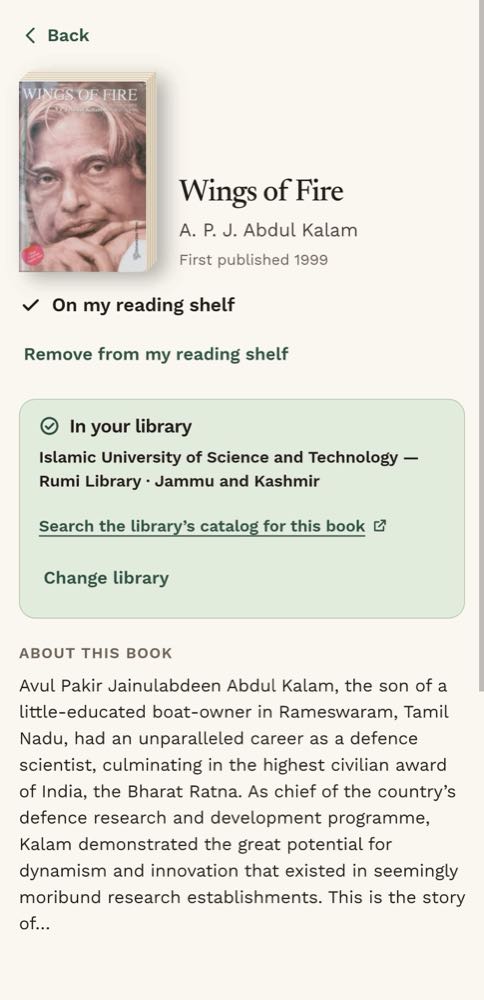 Back
WINGS OF FIRE
Wings of Fire
A. P. J. Abdul Kalam
First published 1999
On my reading shelf
Remove from my reading shelf
In your library
Islamic University of Science and Technology —
Rumi Library · Jammu and Kashmir
Search the library’s catalog for this book
Change library
ABOUT THIS BOOK
Avul Pakir Jainulabdeen Abdul Kalam, the son of a
little-educated boat-owner in Rameswaram, Tamil
Nadu, had an unparalleled career as a defence
scientist, culminating in the highest civilian award
of India, the Bharat Ratna. As chief of the country’s
defence research and development programme,
Kalam demonstrated the great potential for
dynamism and innovation that existed in seemingly
moribund research establishments. This is the story
of...